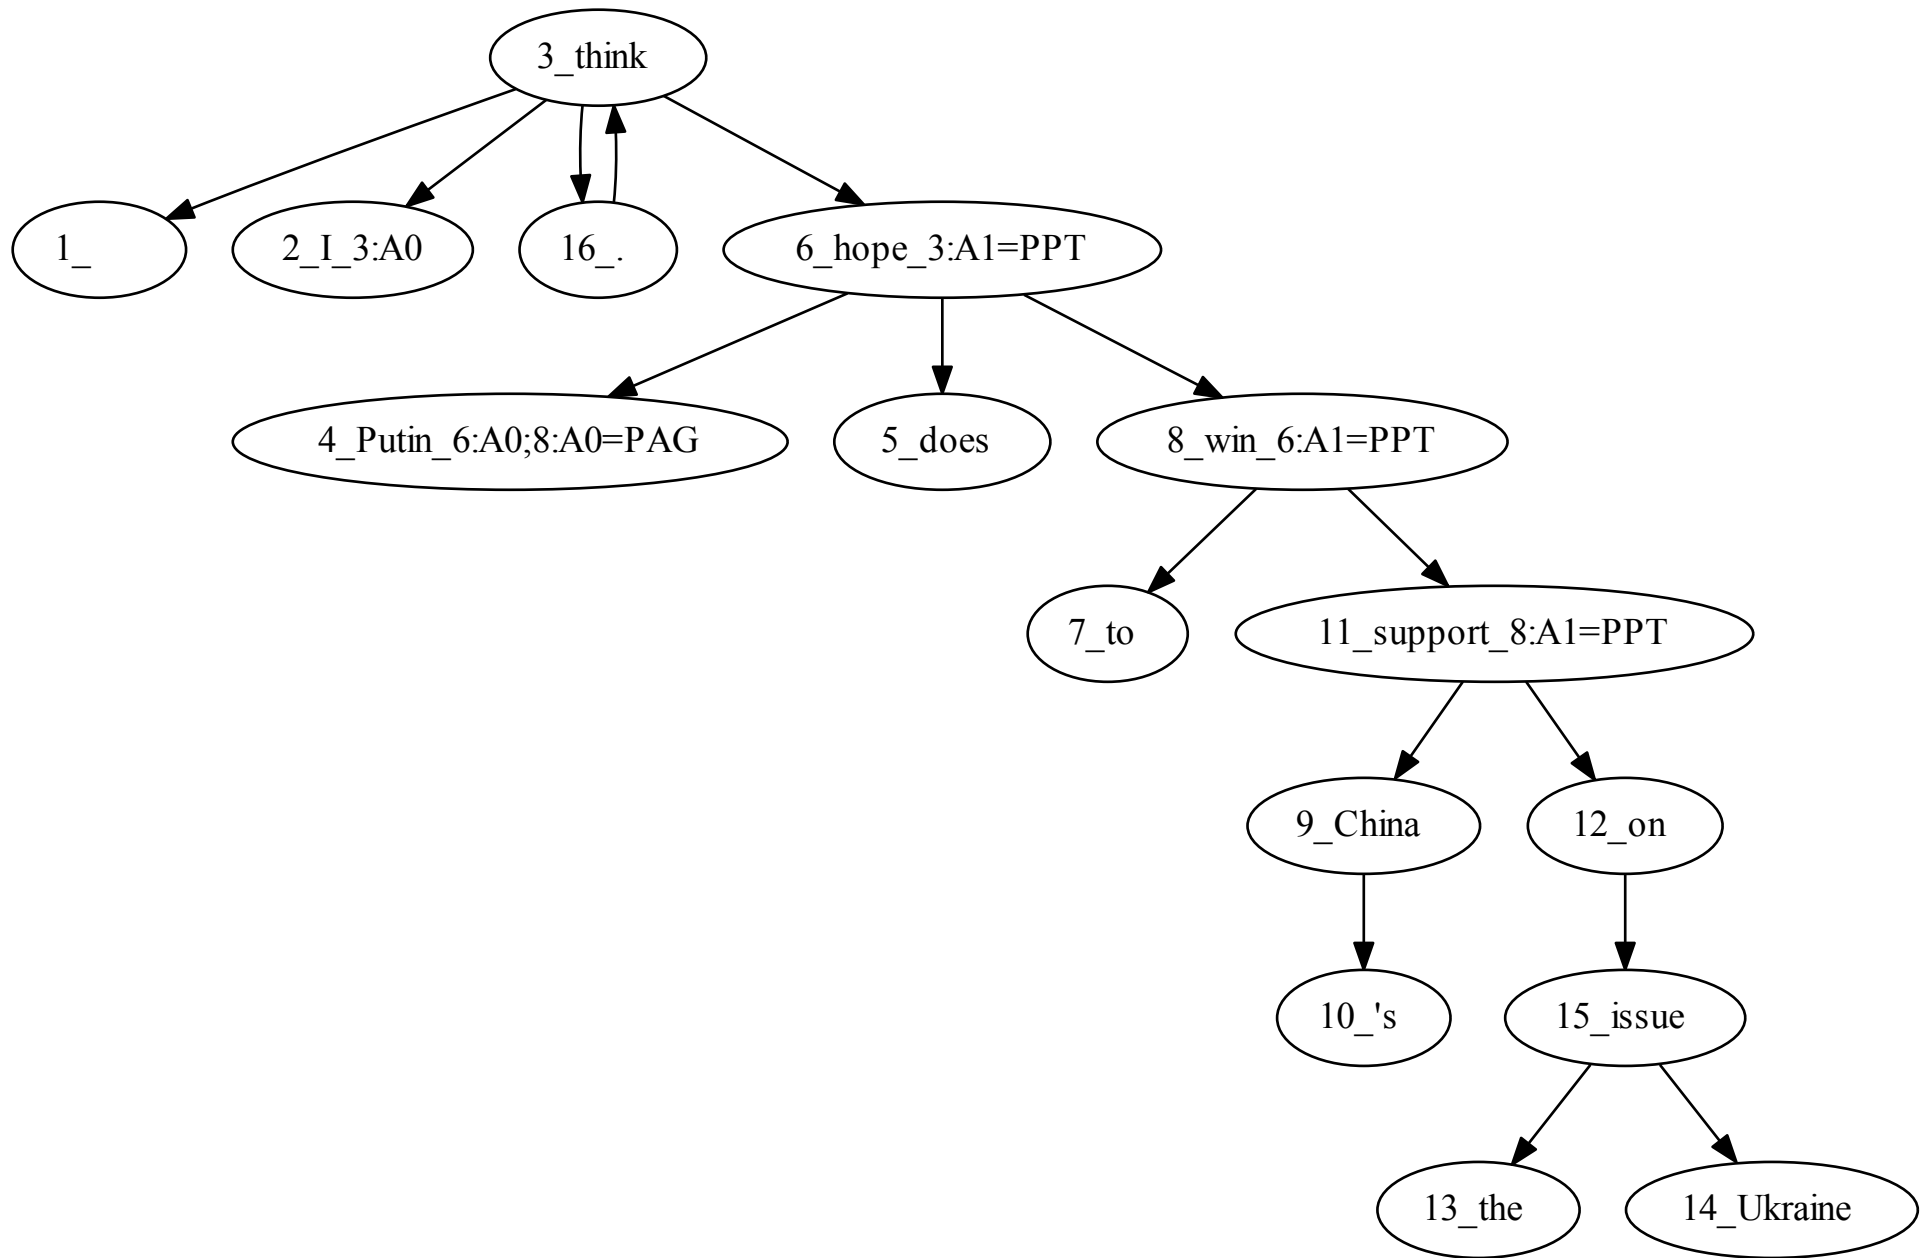 3_think
1_
2_I_3:A0
16_.
6_hope_3:A1=PPT
4_Putin_6:A0;8:A0=PAG
5_does
8_win_6:A1=PPT
7_to
11_support_8:A1=PPT
9_China
12_on
10_'s
15_issue
13_the
14_Ukraine